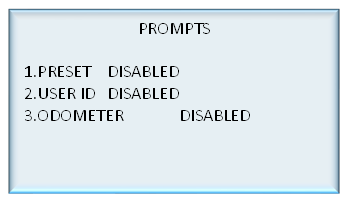 PROMPTS
1.PRESET DISABLED
2.USER ID DISABLED
3.ODOMETER DISABLED